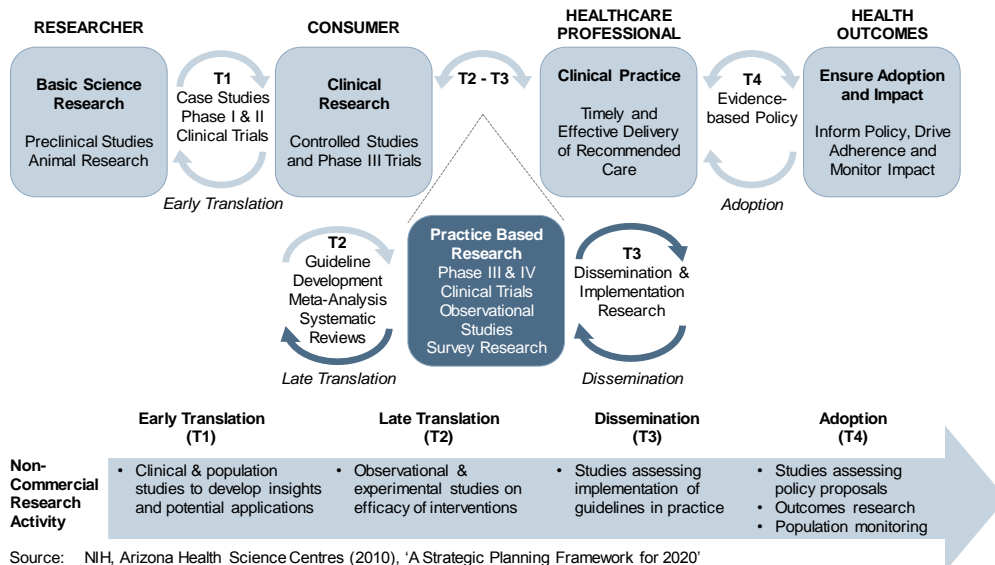 RESEARCHER
CONSUMER
HEALTHCARE
PROFESSIONAL
HEALTH
OUTCOMES
Basic Science
Research
Preclinical Studies
Animal Research
T1
Case Studies
Phase I & II
Clinical Trials
Early Translation
Clinical
Research
Controlled Studies
and Phase III Trials
T2 - T3
Clinical Practice
Timely and
Effective Delivery
of Recommended
Care
T4
Evidence-
based Policy
Adoption
Ensure Adoption
and Impact
Inform Policy, Drive
Adherence and
Monitor Impact
T2
Guideline
Development
Meta-Analysis
Systematic
Reviews
Late Translation
Practice Based
Research
Phase III & IV
Clinical Trials
Observational
Studies
Survey Research
T3
Dissemination &
Implementation
Research
Dissemination
Early Translation
(T1)
Late Translation
(T2)
Dissemination
(T3)
Adoption
(T4)
Non-
Commercial
Research
Activity
• Clinical & population
studies to develop insights
and potential applications
• Observational &
experimental studies on
efficacy of interventions
• Studies assessing
implementation of
guidelines in practice
• Studies assessing
policy proposals
• Outcomes research
• Population monitoring
Source: NIH, Arizona Health Science Centres (2010), 'A Strategic Planning Framework for 2020'